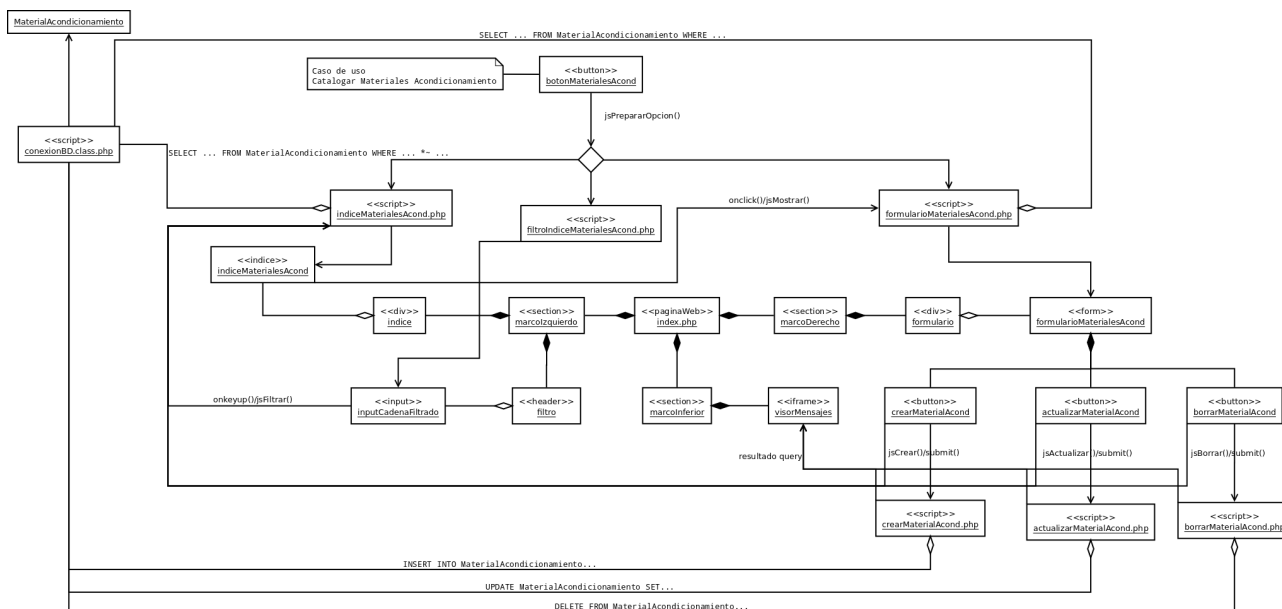 MaterialAcondicionamiento
SELECT ... FROM MaterialAcondicionamiento WHERE ...
Caso de uso
Catalogar Materiales Acondicionamiento
<<button>>
botonMaterialesAcond
jsPrepararOpcion()
<<script>>
conexionBD.class.php
SELECT ... FROM MaterialAcondicionamiento WHERE ... *~ ...
<<script>>
indiceMaterialesAcond.php
<<script>>
filtroIndiceMaterialesAcond.php
onclick()/jsMostrar()
<<script>>
formularioMaterialesAcond.php
<<indice>>
indiceMaterialesAcond
<<div>>
indice
<<section>>
marcoIzquierdo
<<paginaWeb>>
index.php
<<section>>
marcoDerecho
<<div>>
formulario
<<form>>
formularioMaterialesAcond
onkeyup()/jsFiltrar()
<<input>>
inputCadenaFiltrado
<<header>>
filtro
<<section>>
marcoInferior
<<iframe>>
visorMensajes
<<button>>
crearMaterialAcond
<<button>>
actualizarMaterialAcond
<<button>>
borrarMaterialAcond
resultado query
jsCrear()/submit()
jsActualizar()/submit()
jsBorrar()/submit()
<<script>>
crearMaterialAcond.php
<<script>>
actualizarMaterialAcond.php
<<script>>
borrarMaterialAcond.php
INSERT INTO MaterialAcondicionamiento...
UPDATE MaterialAcondicionamiento SET...
DELETE FROM MaterialAcondicionamiento...